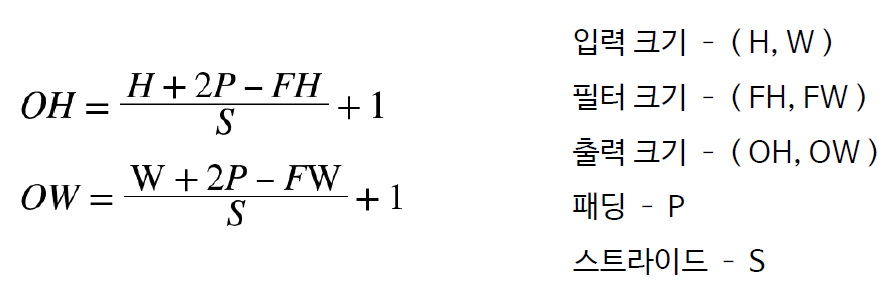 OH = (H + 2P – FH) / S + 1
OW = (W + 2P – FW) / S + 1
입력 크기 – ( H, W )
필터 크기 – ( FH, FW )
출력 크기 – ( OH, OW )
패딩 – P
스트라이드 – S